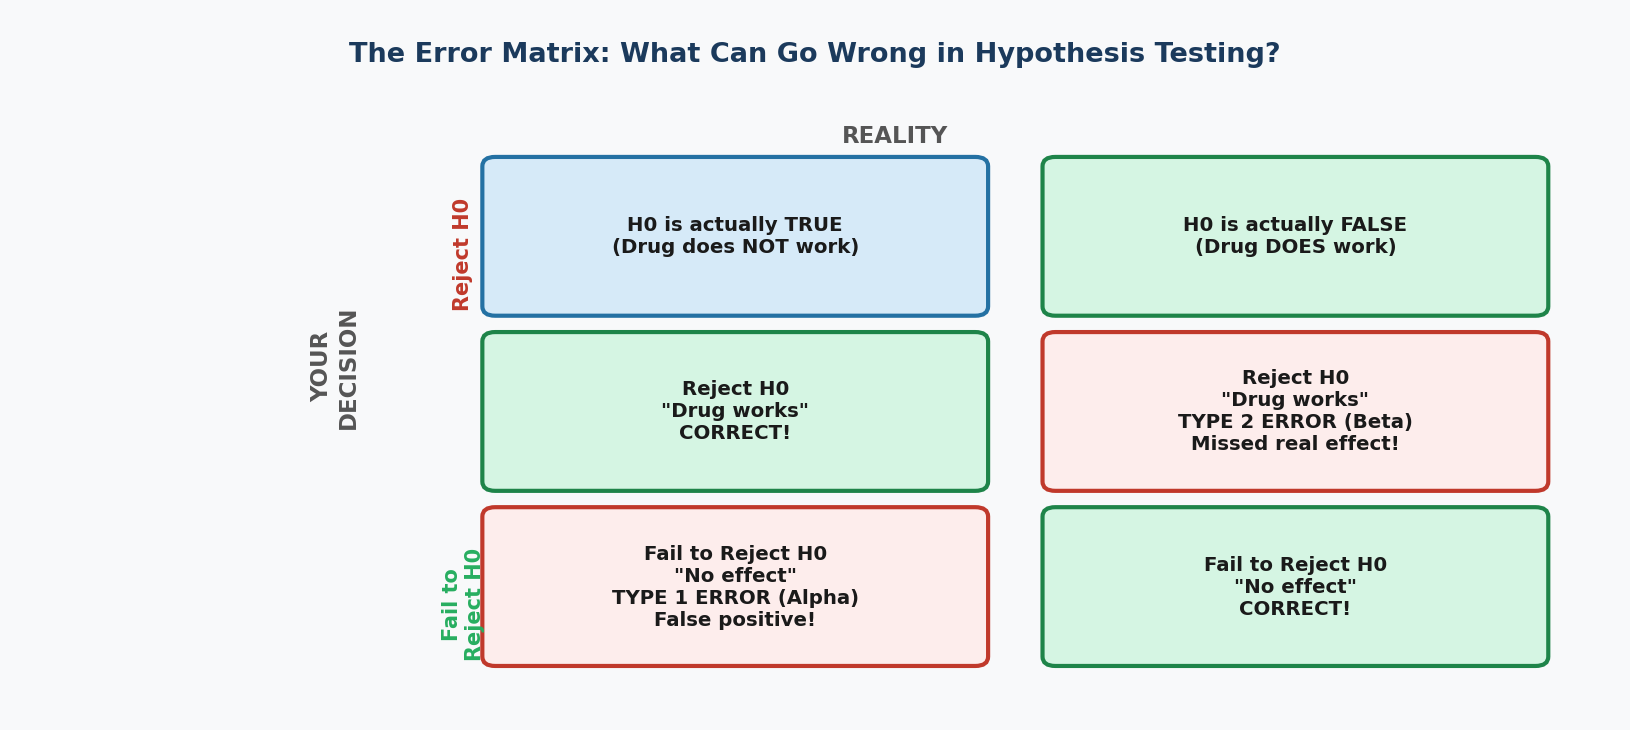 The Error Matrix: What Can Go Wrong in Hypothesis Testing?
REALITY
YOUR
DECISION
Reject H0
H0 is actually TRUE
(Drug does NOT work)
H0 is actually FALSE
(Drug DOES work)
Reject H0
"Drug works"
CORRECT!
Reject H0
"Drug works"
TYPE 2 ERROR (Beta)
Missed real effect!
Fail to
Reject H0
Fail to Reject H0
"No effect"
TYPE 1 ERROR (Alpha)
False positive!
Fail to Reject H0
"No effect"
CORRECT!